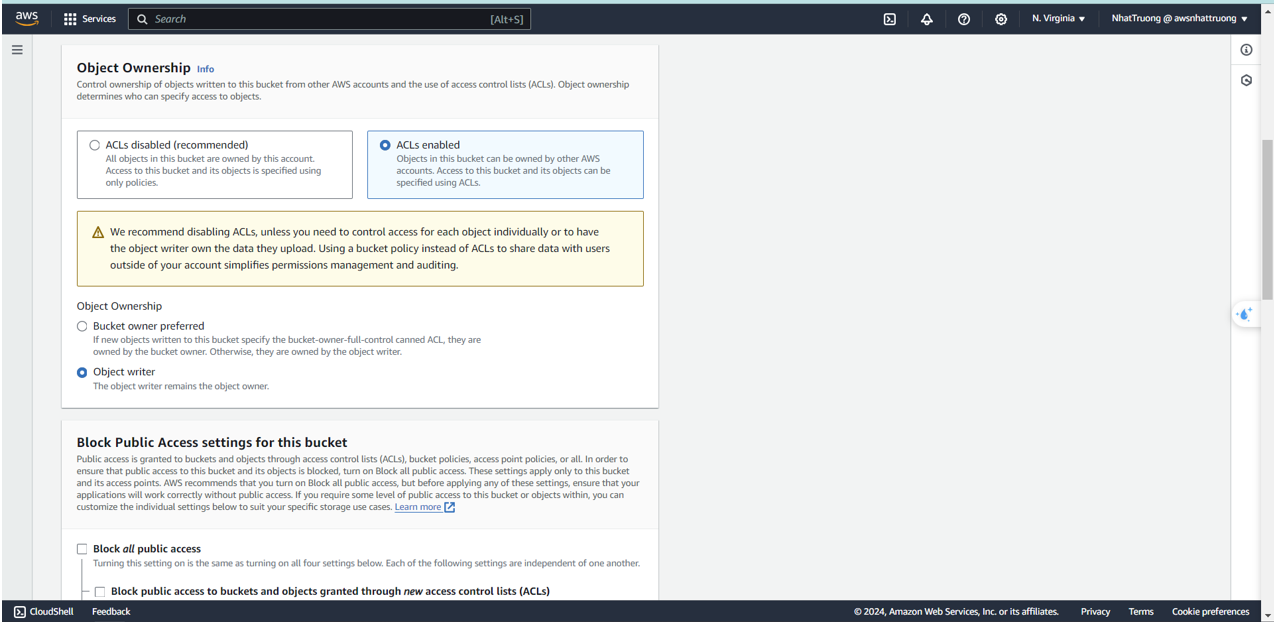 aws
Services
Search
[Alt+S]
N. Virginia
NhatTruong @ awsnhattruong
Object Ownership Info
Control ownership of objects written to this bucket from other AWS accounts and the use of access control lists (ACLs). Object ownership
determines who can specify access to objects.
ACLs disabled (recommended)
All objects in this bucket are owned by this account.
Access to this bucket and its objects is specified using
only policies.
ACLs enabled
Objects in this bucket can be owned by other AWS
accounts. Access to this bucket and its objects can be
specified using ACLs.
We recommend disabling ACLs, unless you need to control access for each object individually or to have
the object writer own the data they upload. Using a bucket policy instead of ACLs to share data with users
outside of your account simplifies permissions management and auditing.
Object Ownership
Bucket owner preferred
If new objects written to this bucket specify the bucket-owner-full-control canned ACL, they are
owned by the bucket owner. Otherwise, they are owned by the object writer.
Object writer
The object writer remains the object owner.
Block Public Access settings for this bucket
Public access is granted to buckets and objects through access control lists (ACLs), bucket policies, access point policies, or all. In order to
ensure that public access to this bucket and its objects is blocked, turn on Block all public access. These settings apply only to this bucket
and its access points. AWS recommends that you turn on Block all public access, but before applying any of these settings, ensure that your
applications will work correctly without public access. If you require some level of public access to this bucket or objects within, you can
customize the individual settings below to suit your specific storage use cases. Learn more
Block all public access
Turning this setting on is the same as turning on all four settings below. Each of the following settings are independent of one another.
Block public access to buckets and objects granted through new access control lists (ACLs)
CloudShell
Feedback
© 2024, Amazon Web Services, Inc. or its affiliates.
Privacy
Terms
Cookie preferences